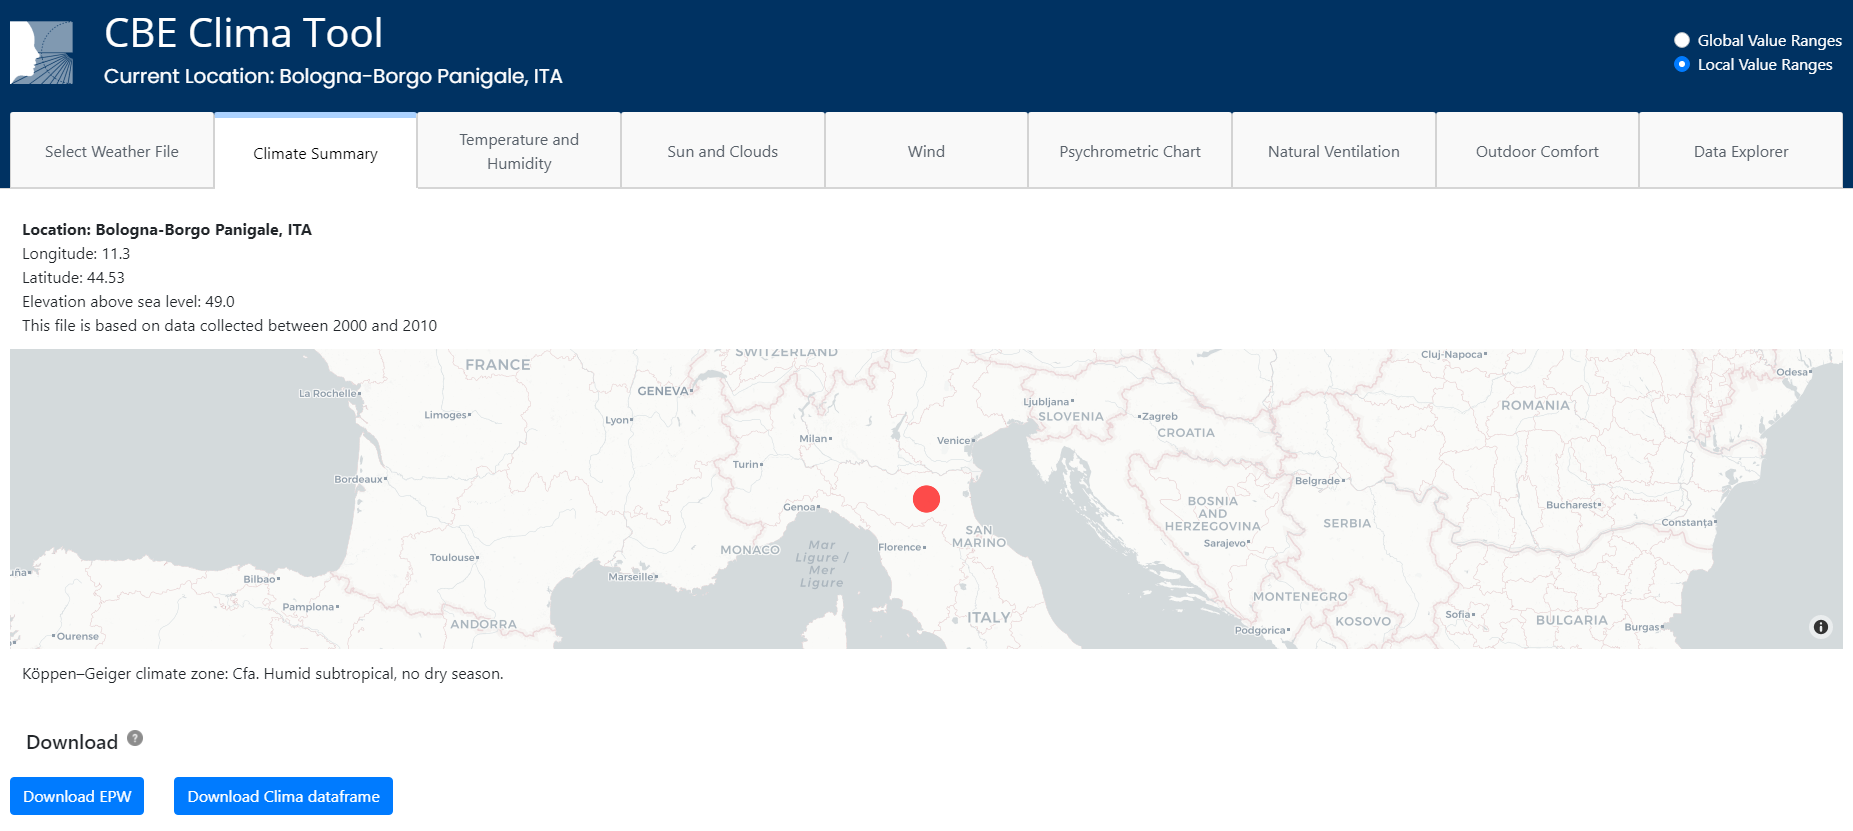 CBE Clima Tool
Current Location: Bologna-Borgo Panigale, ITA
Global Value Ranges
Local Value Ranges
Select Weather File
Climate Summary
Temperature and
Humidity
Sun and Clouds
Wind
Psychrometric Chart
Natural Ventilation
Outdoor Comfort
Data Explorer
Location: Bologna-Borgo Panigale, ITA
Longitude: 11.3
Latitude: 44.53
Elevation above sea level: 49.0
This file is based on data collected between 2000 and 2010
FRANCE
SWITZERLAND
Cluj-Napoca
Odesa
La Rochelle
GENEVA
Ljubljana
SLOVENIA
Zagreb
ROMANIA
Limoges
Lyon
Milan
Venice
CROATIA
Turin
Bordeaux
Belgrade
Genoa
BOSNIA
AND
HERZEGOVINA
Bucharest
SERBIA
Constanța
SAN
MARINO
Sarajevo
Florence
MONACO
Mar
Ligure /
Mer
Ligure
Toulouse
Marseille
uña
Bilbao
MONTENEGRO
Pamplona
ITALY
Sofia
BULGARIA
Burgas
ANDORRA
KOSOVO
Podgorica
Ourense
Köppen–Geiger climate zone: Cfa. Humid subtropical, no dry season.
Download ?
Download EPW
Download Clima dataframe